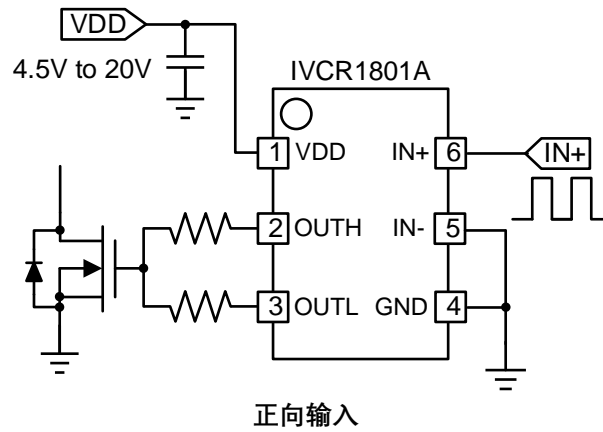 VDD
4.5V to 20V
IVCR1801A
1 VDD IN+ 6 IN+
2 OUTH IN- 5
3 OUTL GND 4
正向输入